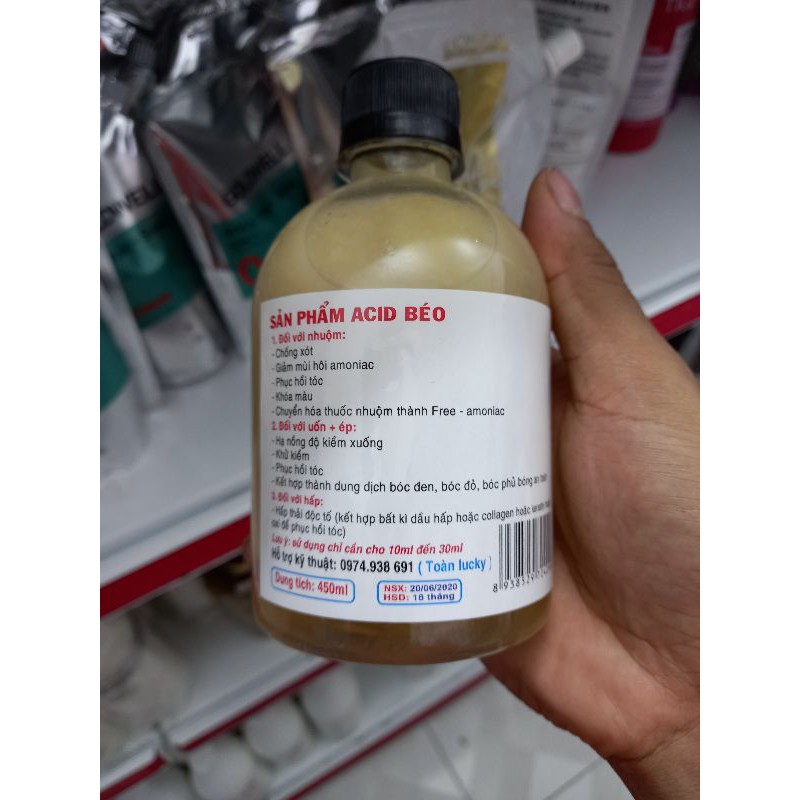 SẢN PHẨM ACID BÉO
1. Đối với nhuộm:
- Chống xót
- Giảm mùi hôi amoniac
- Phục hồi tóc
- Khóa màu
- Chuyển hóa thuốc nhuộm thành Free - amoniac
2. Đối với uốn + ép:
- Hạ nồng độ kiềm xuống
- Khử kiềm
- Phục hồi tóc
- Kết hợp thành dung dịch bóc đen, bóc đỏ, bóc phủ bóng an toàn
3. Đối với hấp:
- Hấp thải độc tố (kết hợp bất kì dầu hấp hoặc collagen hoặc keratin
oai để phục hồi tóc)
Lưu ý: sử dụng chỉ cần cho 10ml đến 30ml
Hỗ trợ kỹ thuật: 0974.938 691 ( Toàn lucky )
Dung tích: 450ml
NSX: 20/06/2020
HSD: 18 tháng